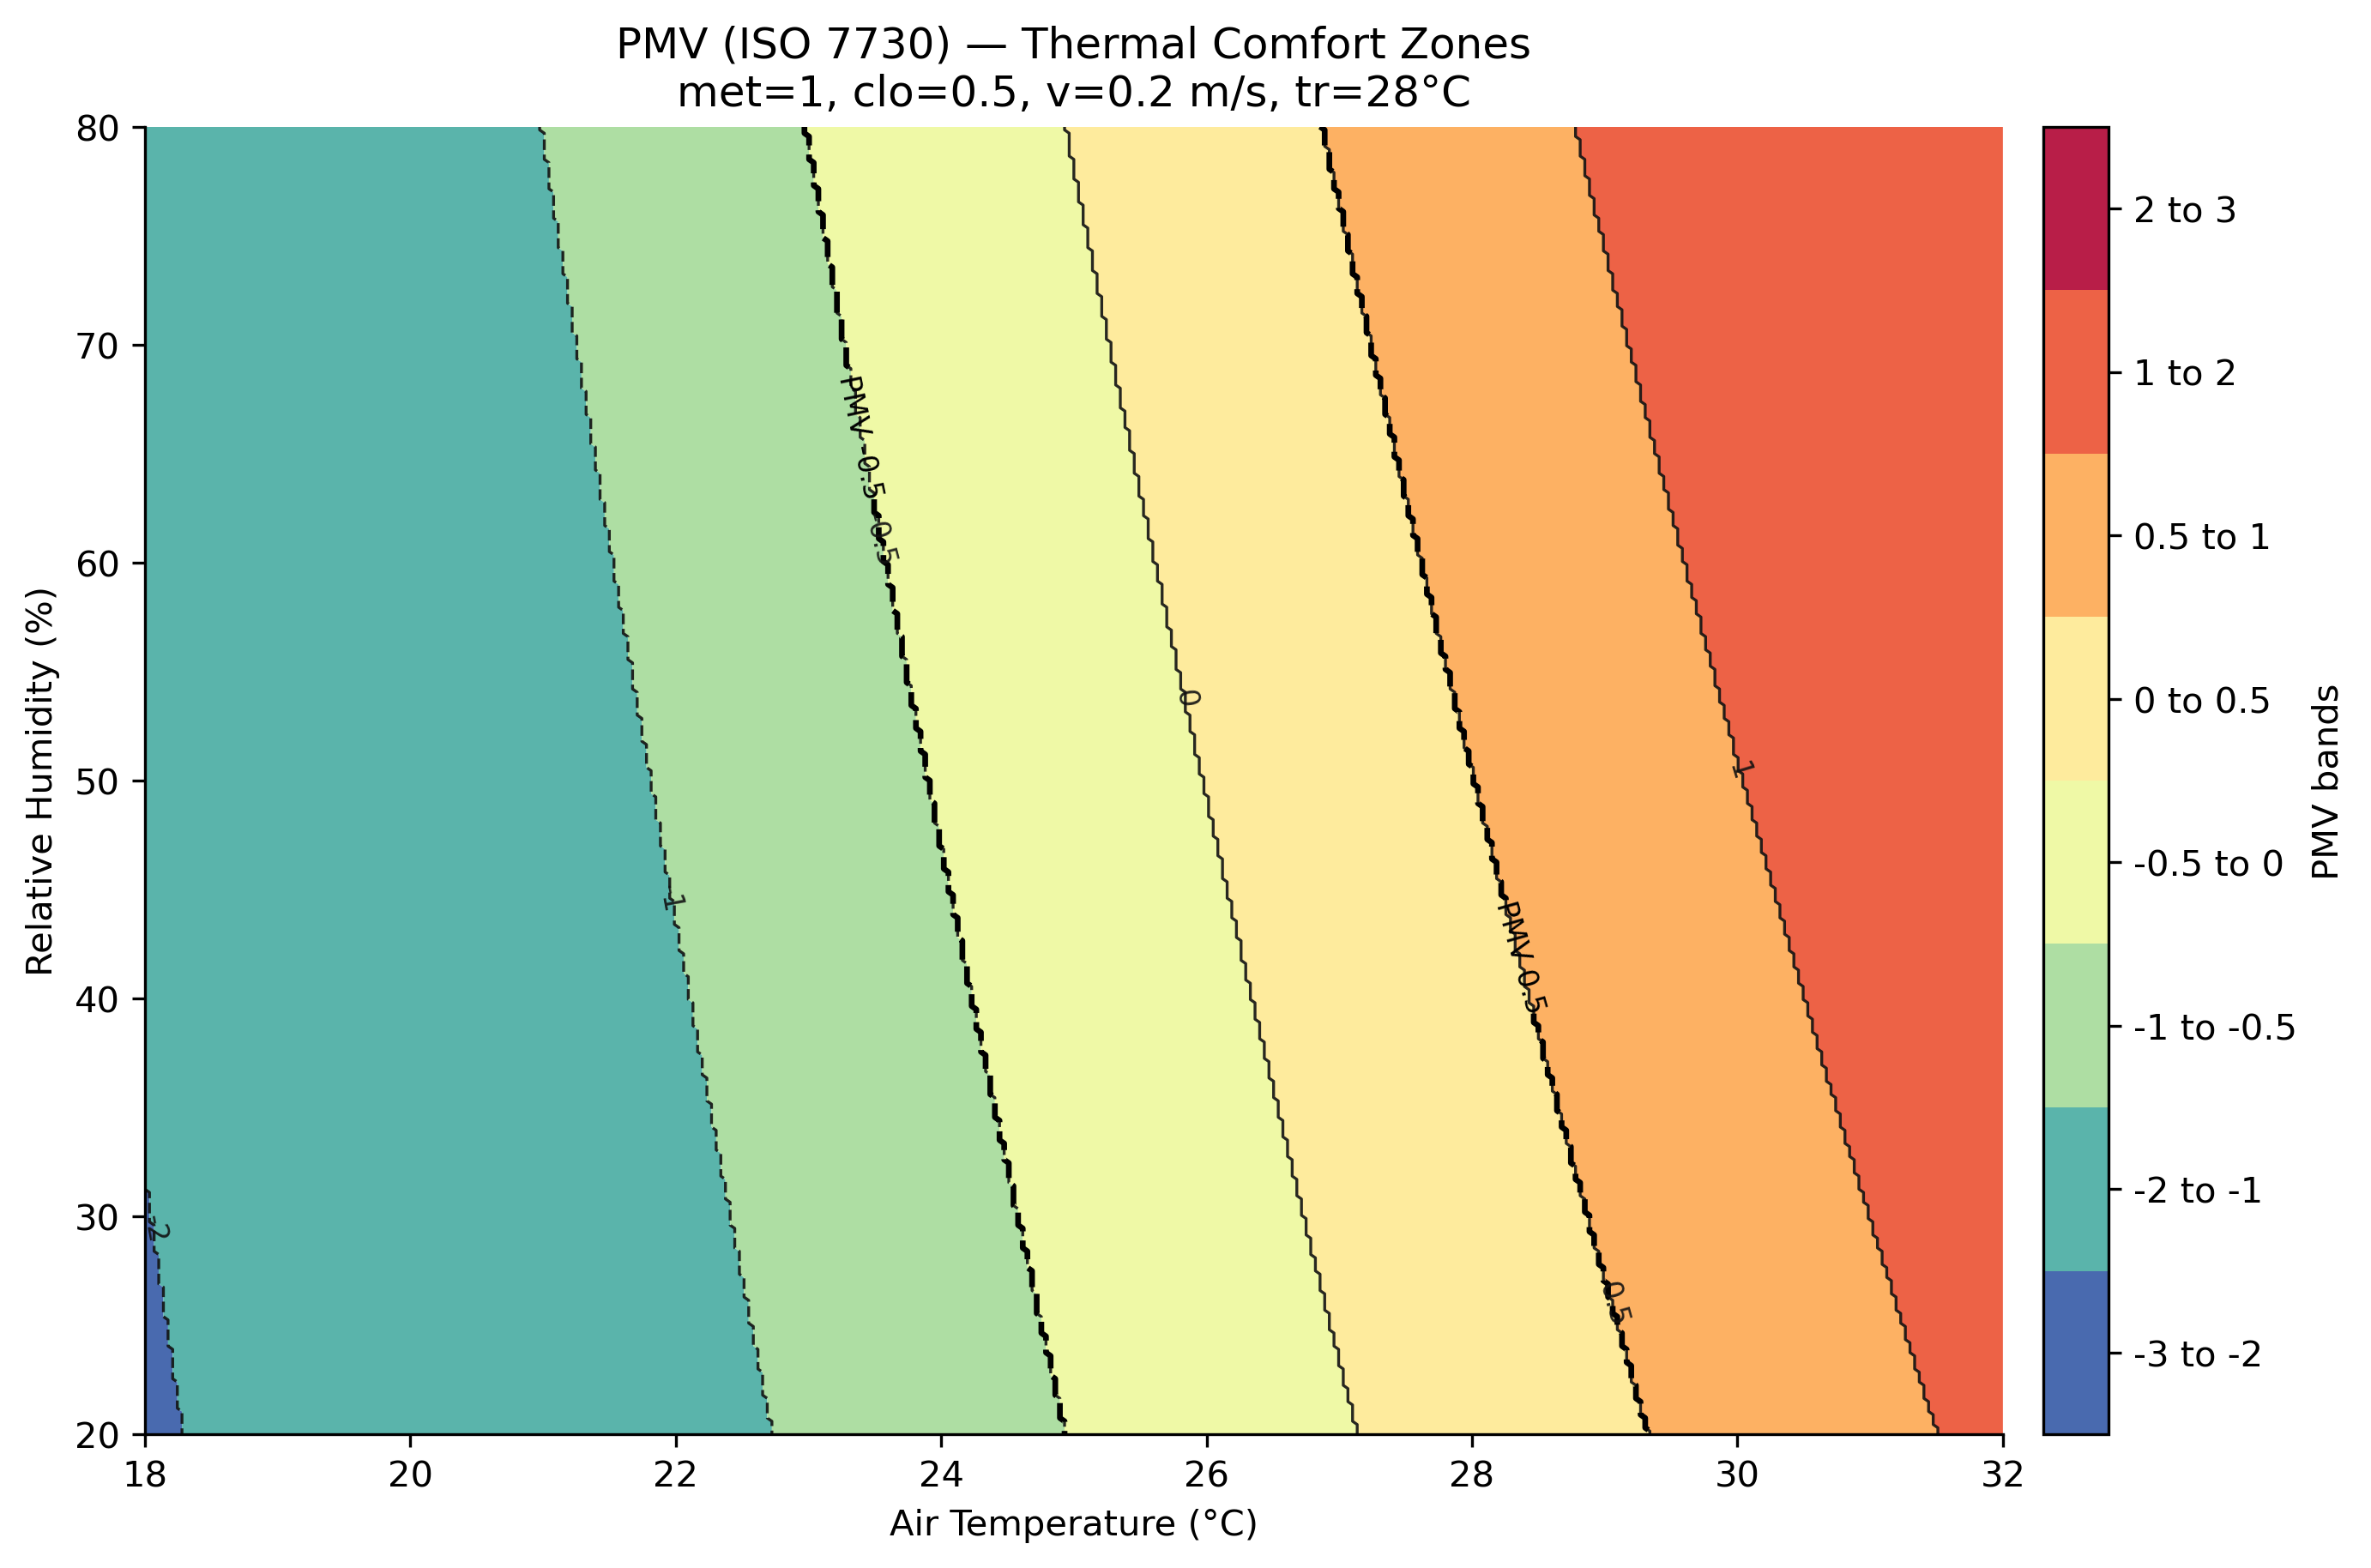 PMV (ISO 7730) — Thermal Comfort Zones
met=1, clo=0.5, v=0.2 m/s, tr=28°C
80
70
60
50
40
30
20
Relative Humidity (%)
18
20
22
24
26
28
30
32
Air Temperature (°C)
PMV -0.5
-0.5
0
1
-1
PMV 0.5
-2
0.5
2 to 3
1 to 2
0.5 to 1
0 to 0.5
-0.5 to 0
-1 to -0.5
-2 to -1
-3 to -2
PMV bands